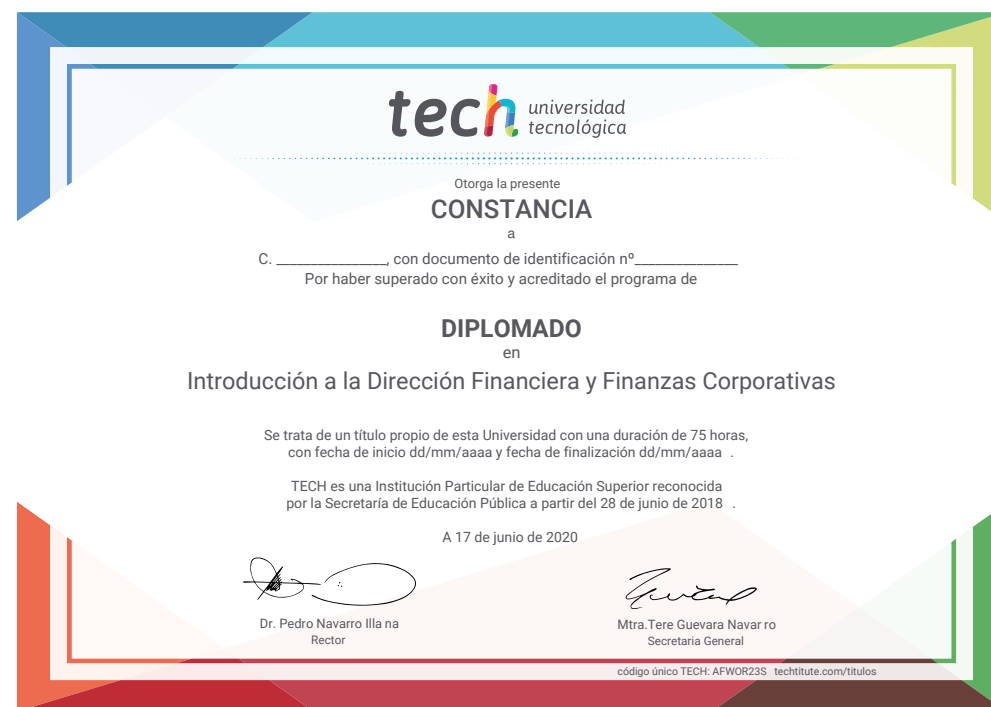 tech universidad
tecnológica
Otorga la presente
CONSTANCIA
a
C. ________________, con documento de identificación nº_______________
Por haber superado con éxito y acreditado el programa de
DIPLOMADO
en
Introducción a la Dirección Financiera y Finanzas Corporativas
Se trata de un título propio de esta Universidad con una duración de 75 horas,
con fecha de inicio dd/mm/aaaa y fecha de finalización dd/mm/aaaa .
TECH es una Institución Particular de Educación Superior reconocida
por la Secretaría de Educación Pública a partir del 28 de junio de 2018 .
A 17 de junio de 2020
Dr. Pedro Navarro Illa na
Rector
Mtra.Tere Guevara Navar ro
Secretaria General
código único TECH: AFWOR23S techtitute.com/titulos